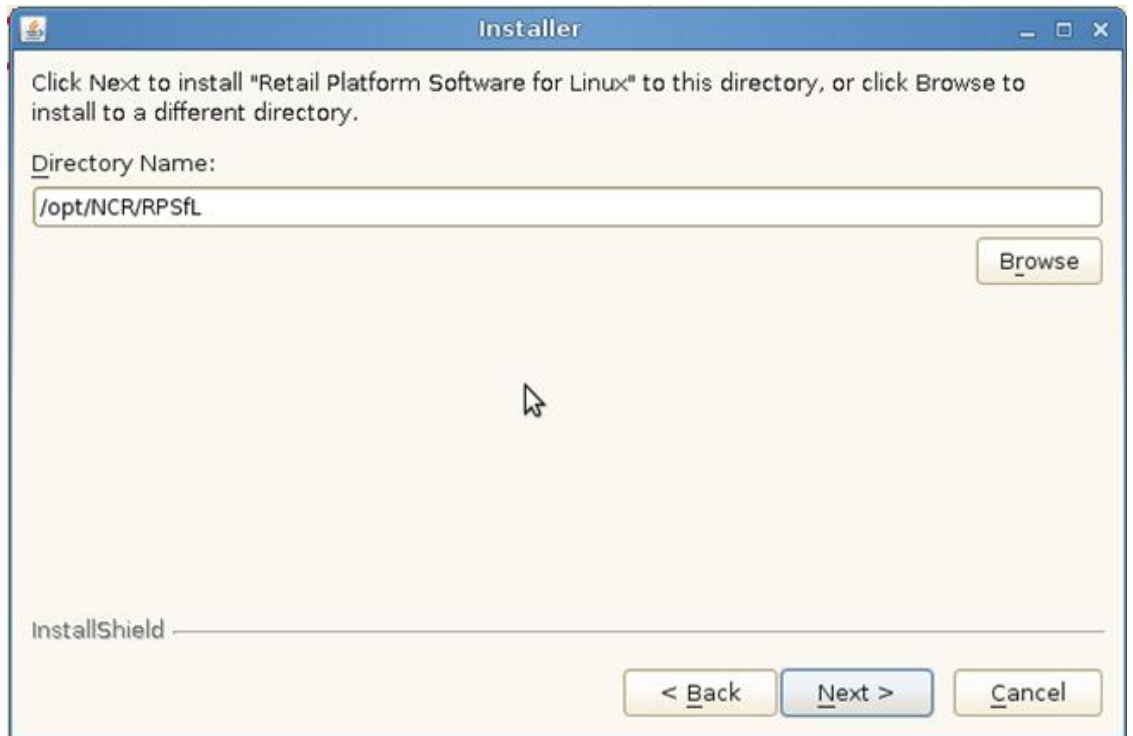 Installer
Click Next to install "Retail Platform Software for Linux" to this directory, or click Browse to
install to a different directory.
Directory Name:
/opt/NCR/RPSfL
Browse
InstallShield
< Back Next > Cancel